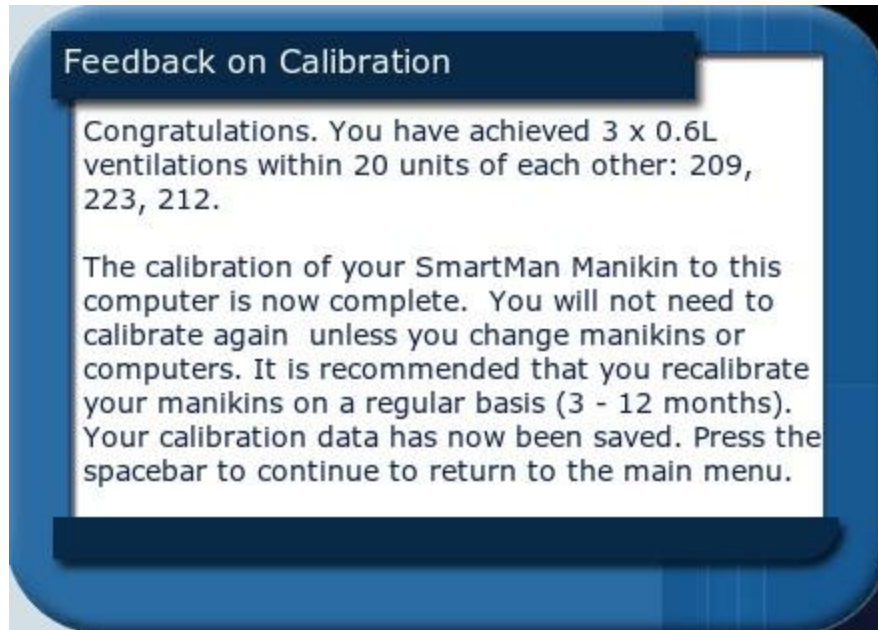 Feedback on Calibration
Congratulations. You have achieved 3 x 0.6L
ventilations within 20 units of each other: 209,
223, 212.
The calibration of your SmartMan Manikin to this
computer is now complete.  You will not need to
calibrate again  unless you change manikins or
computers. It is recommended that you recalibrate
your manikins on a regular basis (3 - 12 months).
Your calibration data has now been saved. Press the
spacebar to continue to return to the main menu.